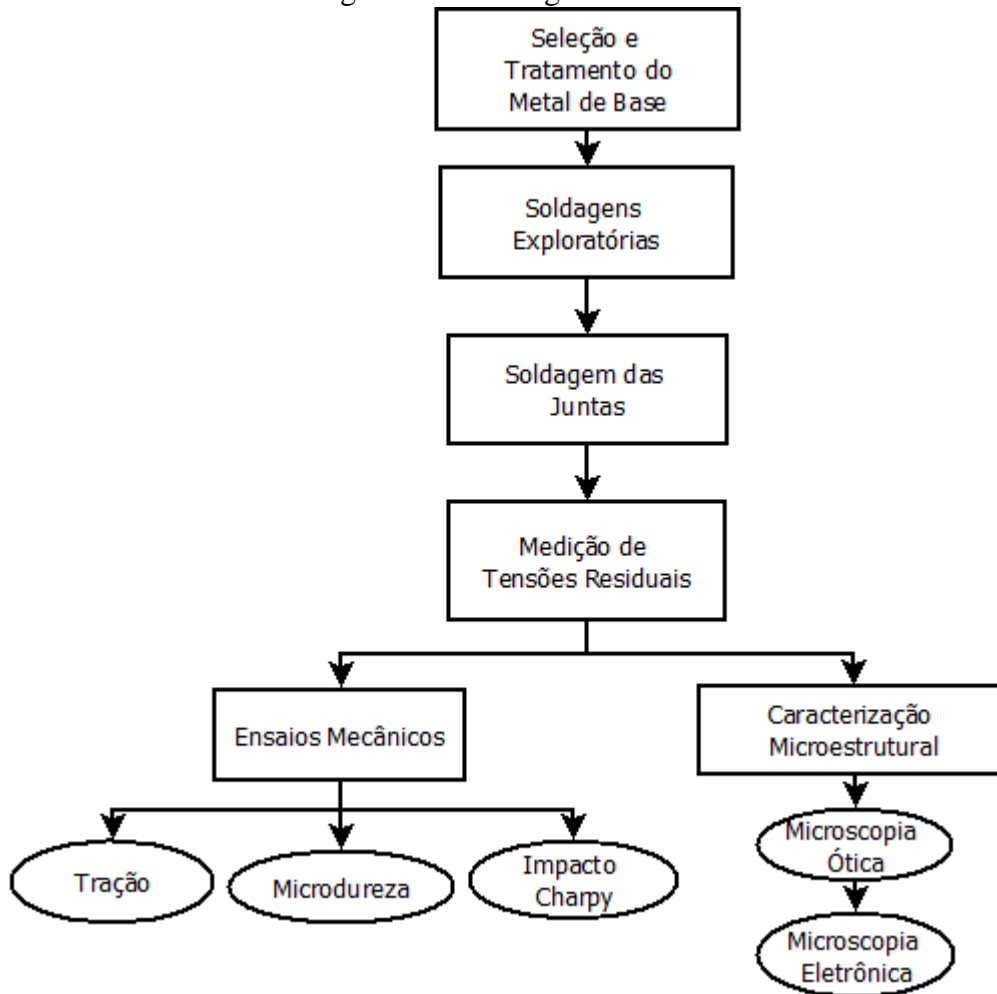 Seleção e
Tratamento do
Metal de Base
Soldagens
Exploratórias
Soldagem das
Juntas
Medição de
Tensões Residuais
Ensaios Mecânicos
Caracterização
Microestrutural
Tração
Microdureza
Impacto
Charpy
Microscopia
Ótica
Microscopia
Eletrônica